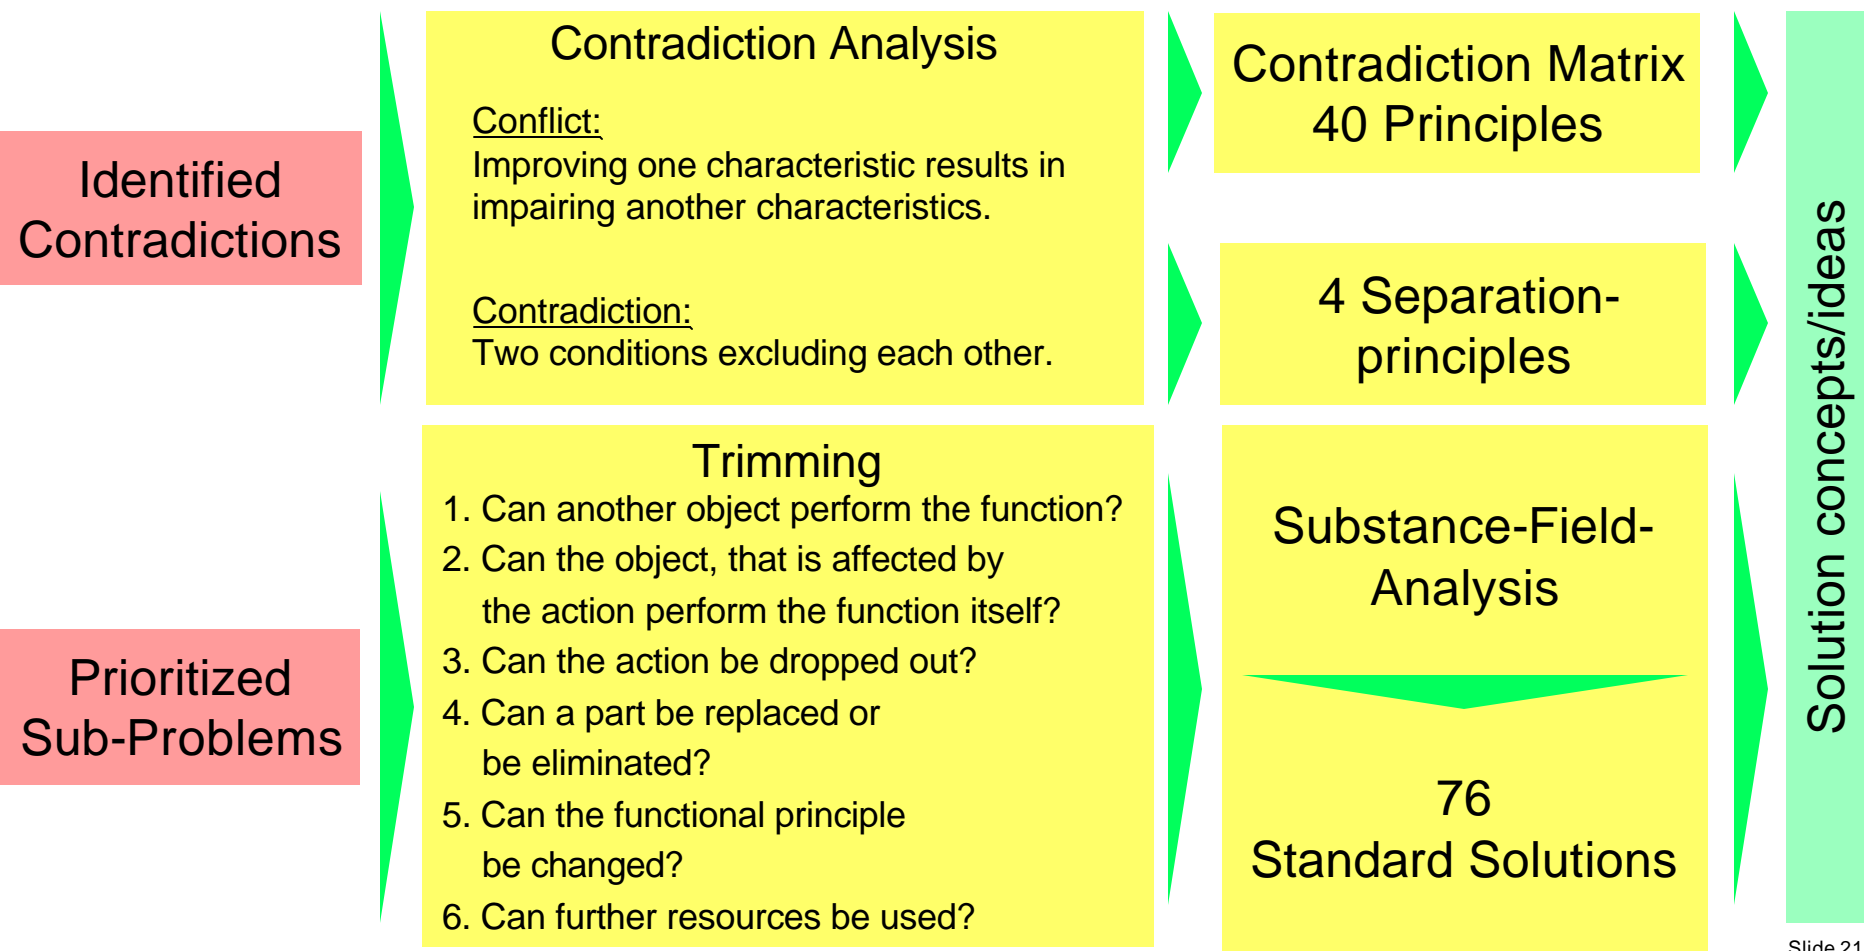 Identified
Contradictions
Contradiction Analysis
Conflict:
Improving one characteristic results in
impairing another characteristics.
Contradiction:
Two conditions excluding each other.
Contradiction Matrix
40 Principles
4 Separation-
principles
Prioritized
Sub-Problems
Trimming
1. Can another object perform the function?
2. Can the object, that is affected by
the action perform the function itself?
3. Can the action be dropped out?
4. Can a part be replaced or
be eliminated?
5. Can the functional principle
be changed?
6. Can further resources be used?
Substance-Field-
Analysis
76
Standard Solutions
Solution concepts/ideas
Slide 21